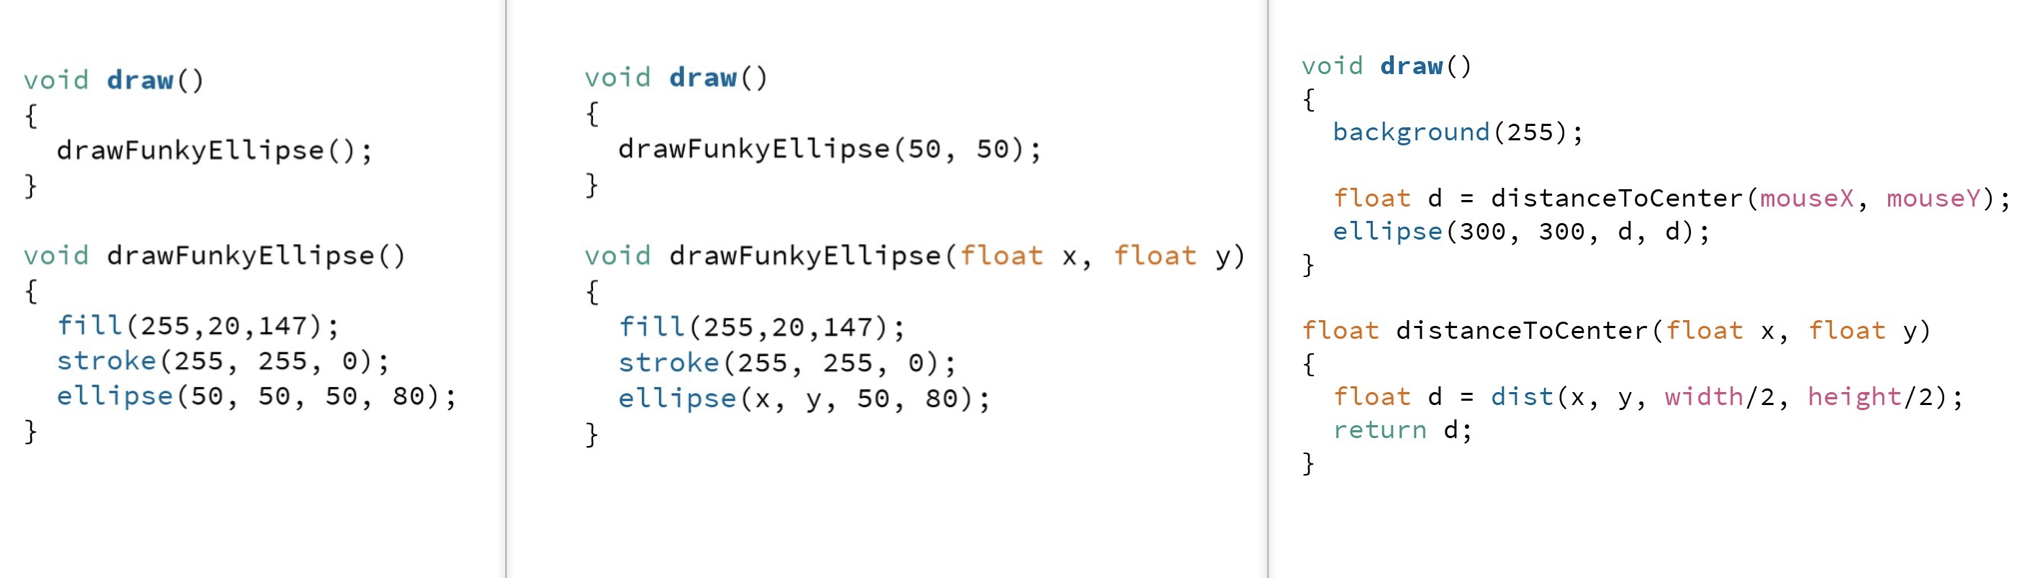 void draw()
{
  drawFunkyEllipse();
}

void drawFunkyEllipse()
{
  fill(255,20,147);
  stroke(255, 255, 0);
  ellipse(50, 50, 50, 80);
}

void draw()
{
  drawFunkyEllipse(50, 50);
}

void drawFunkyEllipse(float x, float y)
{
  fill(255,20,147);
  stroke(255, 255, 0);
  ellipse(x, y, 50, 80);
}

void draw()
{
  background(255);

  float d = distanceToCenter(mouseX, mouseY);
  ellipse(300, 300, d, d);
}

float distanceToCenter(float x, float y)
{
  float d = dist(x, y, width/2, height/2);
  return d;
}